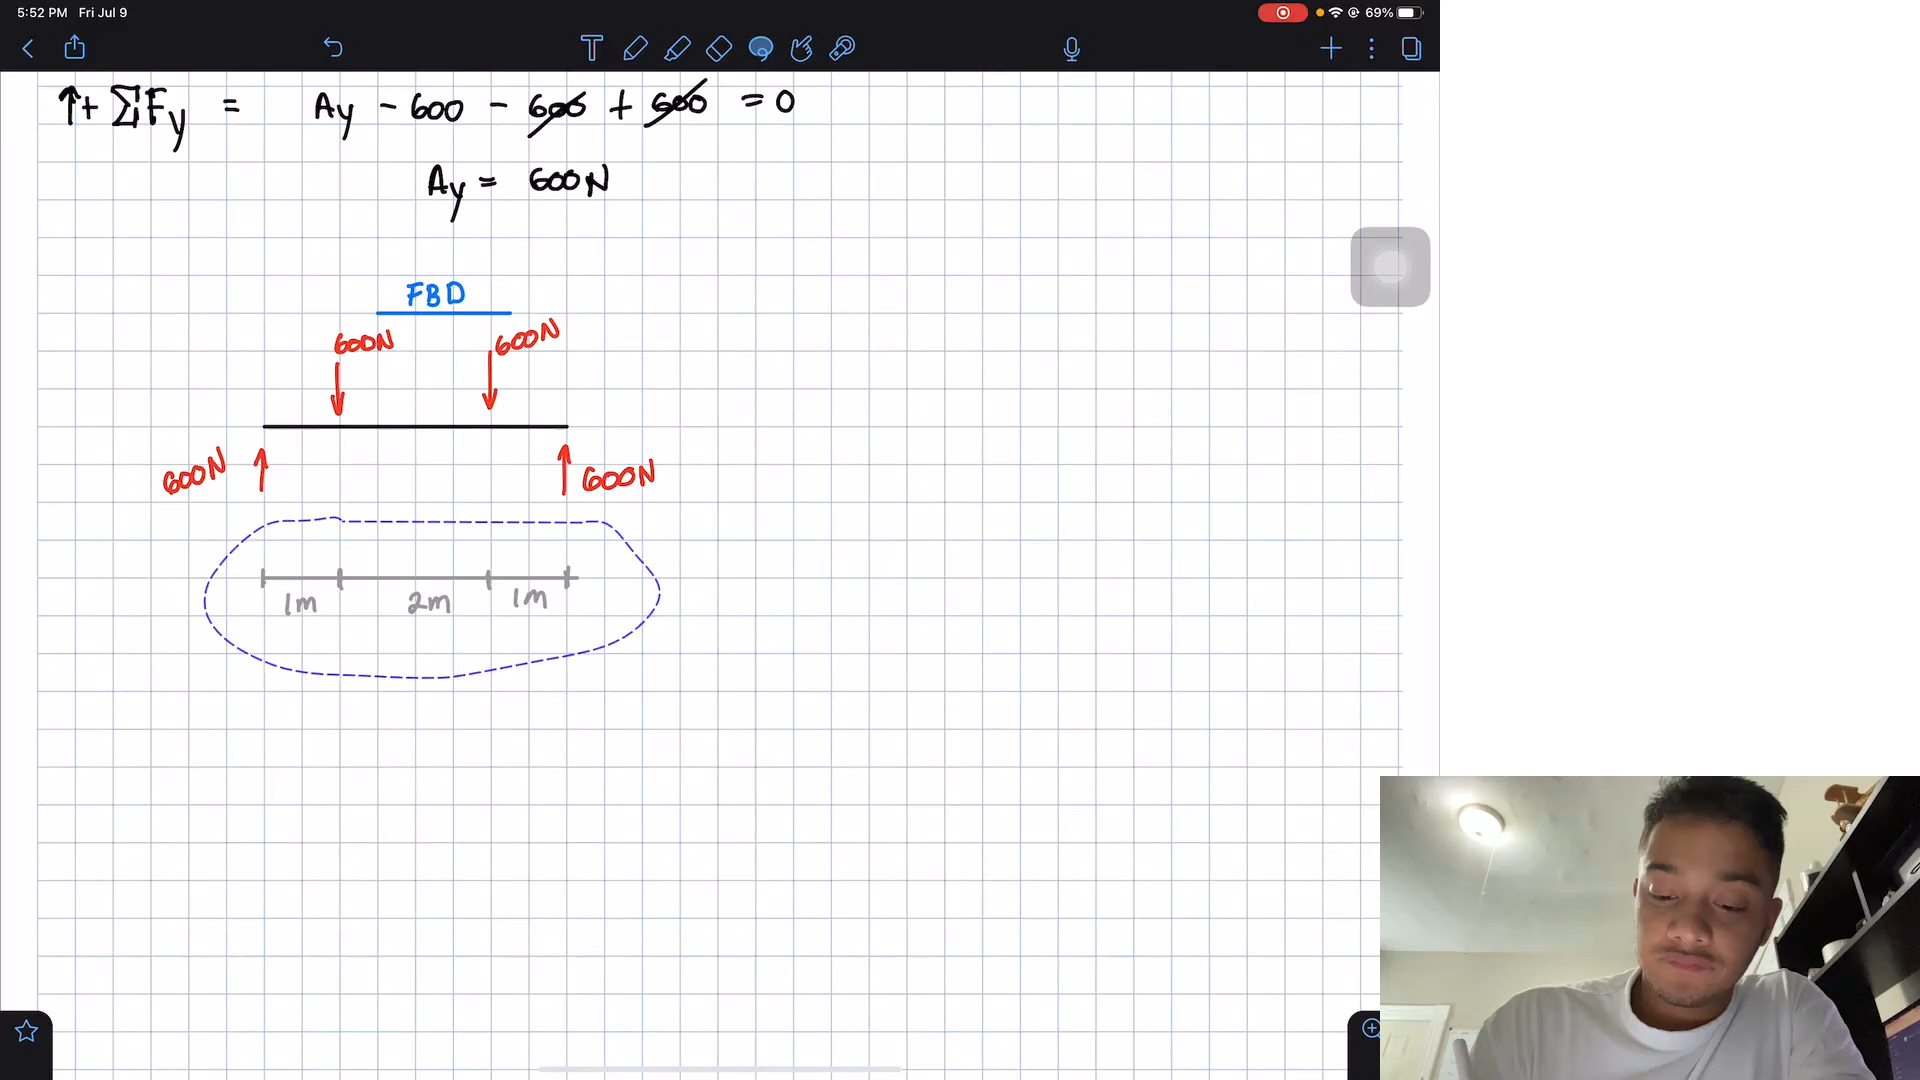 5:52 PM Fri Jul 9
69%
↑+ ΣFy = Ay - 600 - 600 + 600 = 0
Ay = 600N
FBD
600N 600N
600N 600N
1m 2m 1m